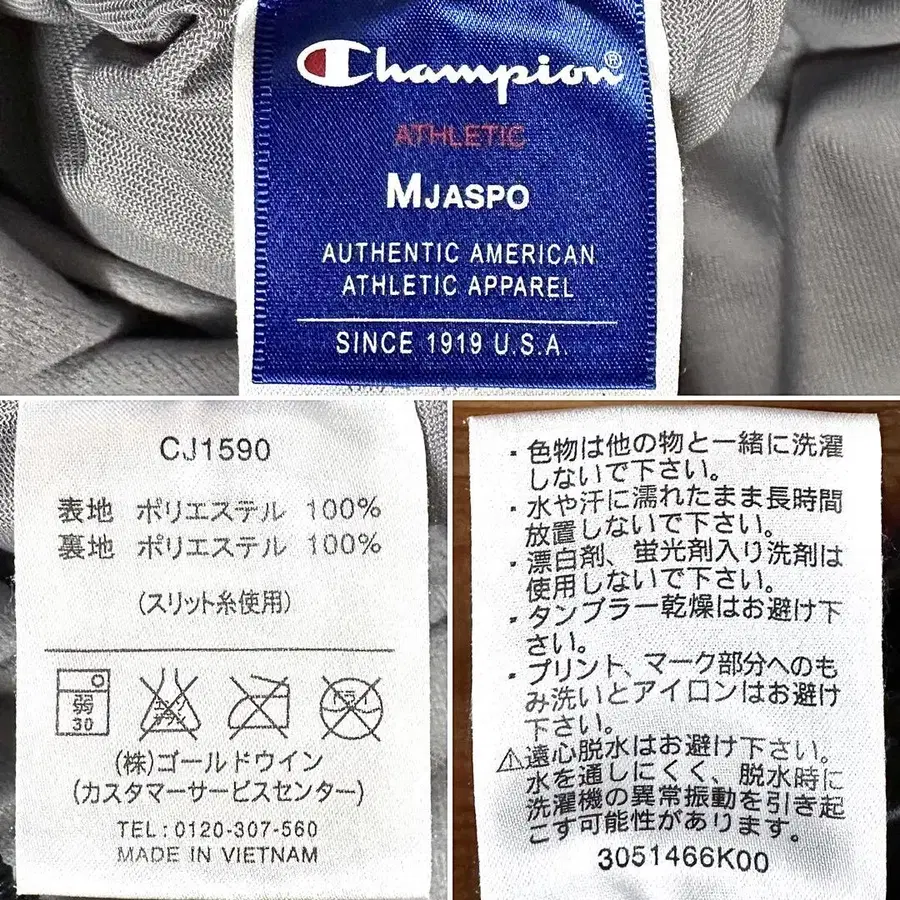 Champion®
ATHLETIC
MJASPO
AUTHENTIC AMERICAN
ATHLETIC APPAREL
SINCE 1919 U.S.A.
CJ1590
表地 ポリエステル 100%
裏地 ポリエステル 100%
(スリット糸使用)
弱
30
エンソ
サラシ
ドライ
(株)ゴールドウイン
(カスタマーサービスセンター)
TEL:0120-307-560
MADE IN VIETNAM
・色物は他の物と一緒に洗濯
しないで下さい。
・水や汗に濡れたまま長時間
放置しないで下さい。
・漂白剤、蛍光剤入り洗剤は
使用しないで下さい。
・タンブラー乾燥はお避け下
さい。
・プリント、マーク部分へのも
み洗いとアイロンはお避け
下さい。
⚠遠心脱水はお避け下さい。
水を通しにくく、脱水時に
洗濯機の異常振動を引き起
こす可能性があります。
3051466K00